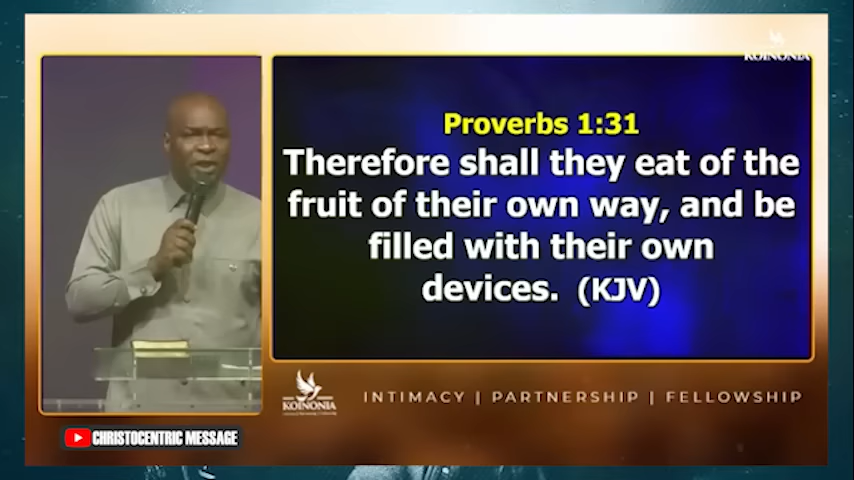 KOINONIA
Proverbs 1:31
Therefore shall they eat of the
fruit of their own way, and be
filled with their own
devices. (KJV)
KOINONIA
INTIMACY | PARTNERSHIP | FELLOWSHIP
CHRISTOCENTRIC MESSAGE